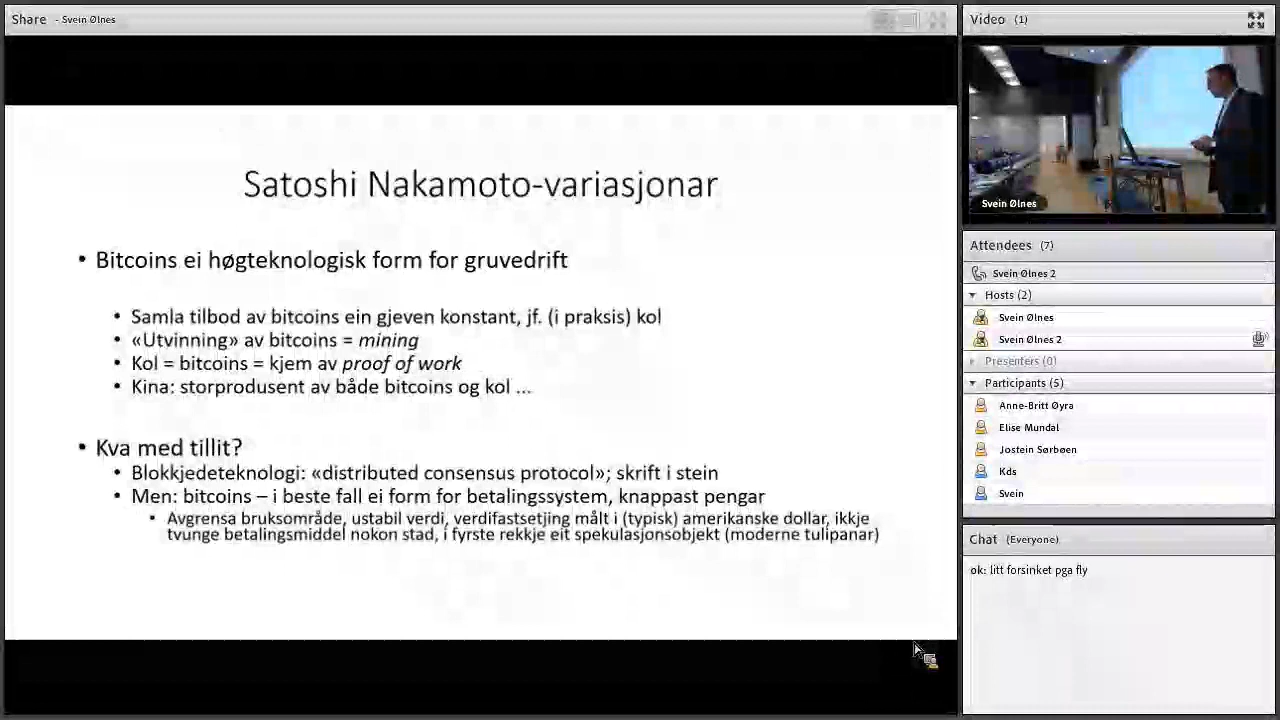 Share - Svein Ølnes
Satoshi Nakamoto-variasjonar
• Bitcoins ei høgteknologisk form for gruvedrift
• Samla tilbod av bitcoins ein gjeven konstant, jf. (i praksis) kol
• «Utvinning» av bitcoins = mining
• Kol = bitcoins = kjem av proof of work
• Kina: storprodusent av både bitcoins og kol ...
• Kva med tillit?
• Blokkjedeteknologi: «distributed consensus protocol»; skrift i stein
• Men: bitcoins – i beste fall ei form for betalingssystem, knappast pengar
• Avgrensa bruksområde, ustabil verdi, verdifastsetjing målt i (typisk) amerikanske dollar, ikkje
tvunge betalingsmiddel nokon stad, i fyrste rekkje eit spekulasjonsobjekt (moderne tulipanar)
Video (1)
Svein Ølnes
Attendees (7)
Svein Ølnes 2
Hosts (2)
Svein Ølnes
Svein Ølnes 2
Presenters (0)
Participants (5)
Anne-Britt Øyra
Elise Mundal
Jostein Sørbøen
Kds
Svein
Chat (Everyone)
ok: litt forsinket pga fly